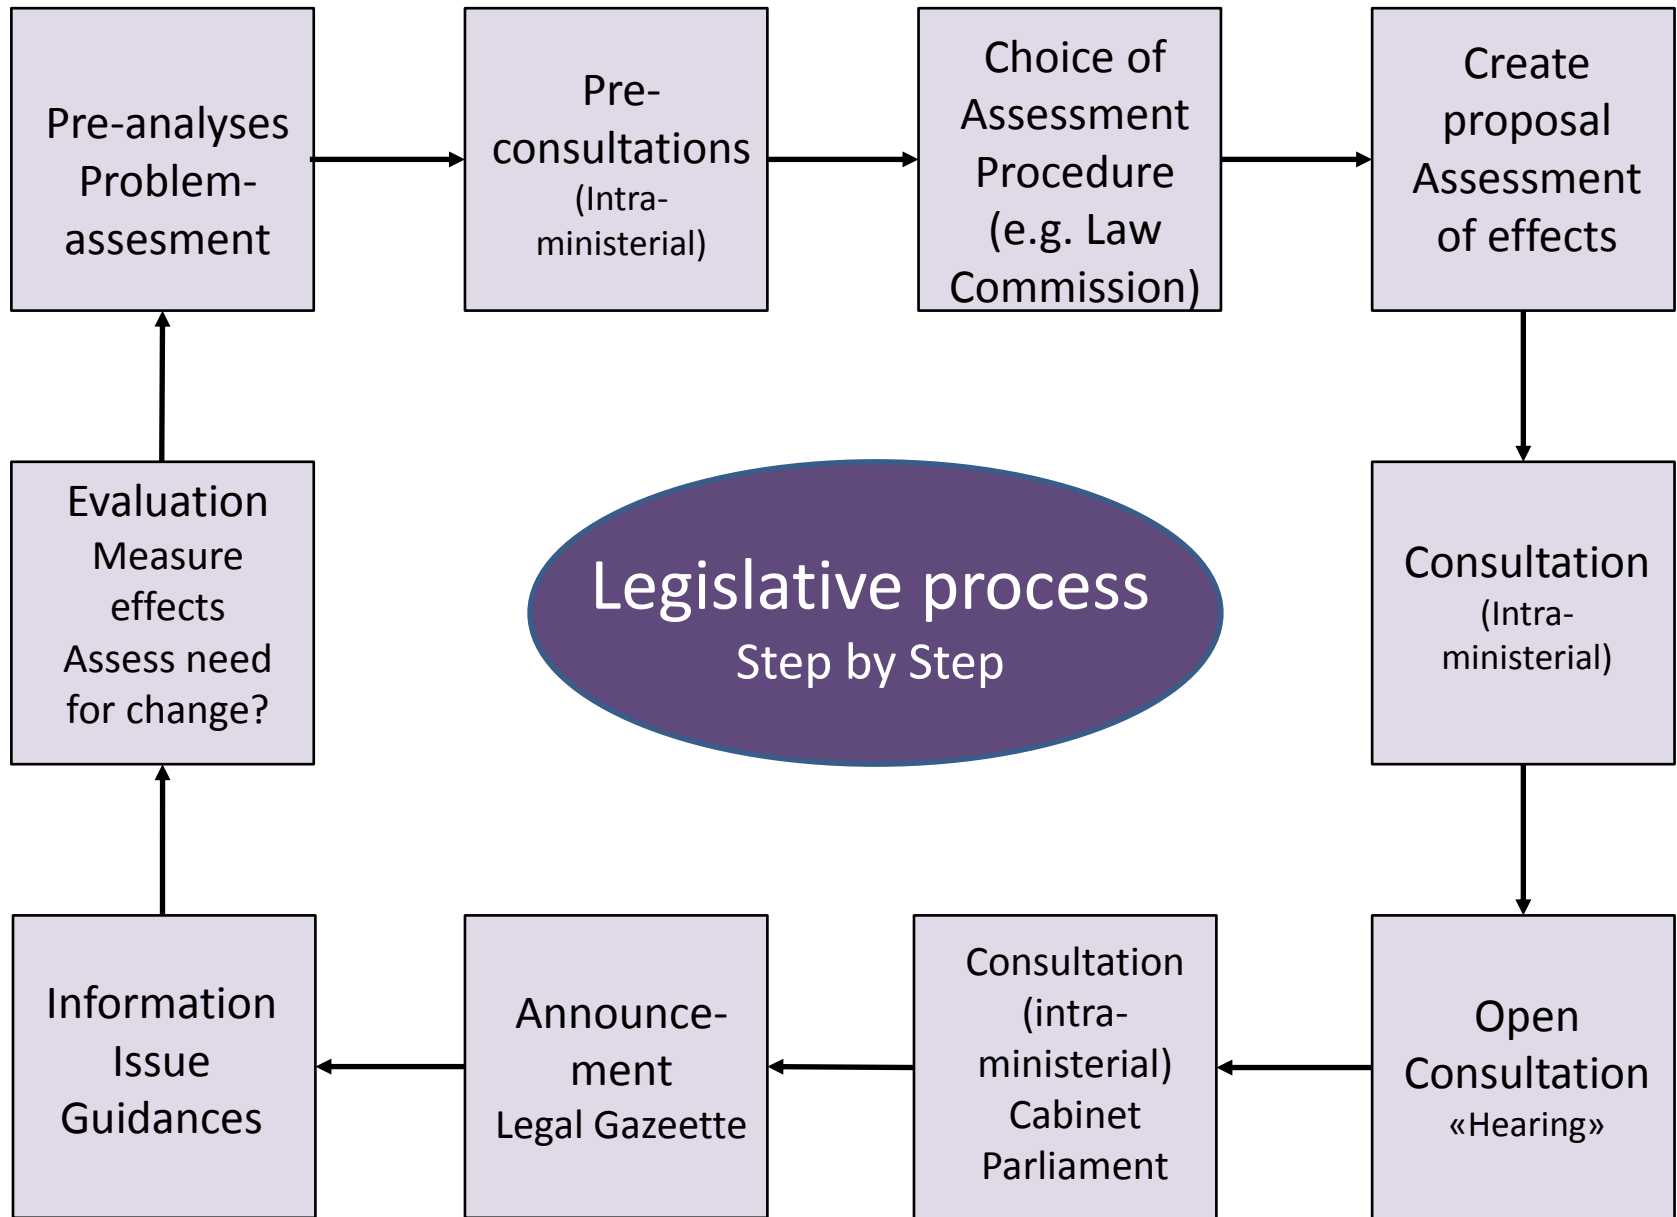 Pre-analyses
Problem-
assesment
Pre-
consultations
(Intra-
ministerial)
Choice of
Assessment
Procedure
(e.g. Law
Commission)
Create
proposal
Assessment
of effects
Evaluation
Measure
effects
Assess need
for change?
Legislative process
Step by Step
Consultation
(Intra-
ministerial)
Information
Issue
Guidances
Announce-
ment
Legal Gazeette
Consultation
(intra-
ministerial)
Cabinet
Parliament
Open
Consultation
«Hearing»